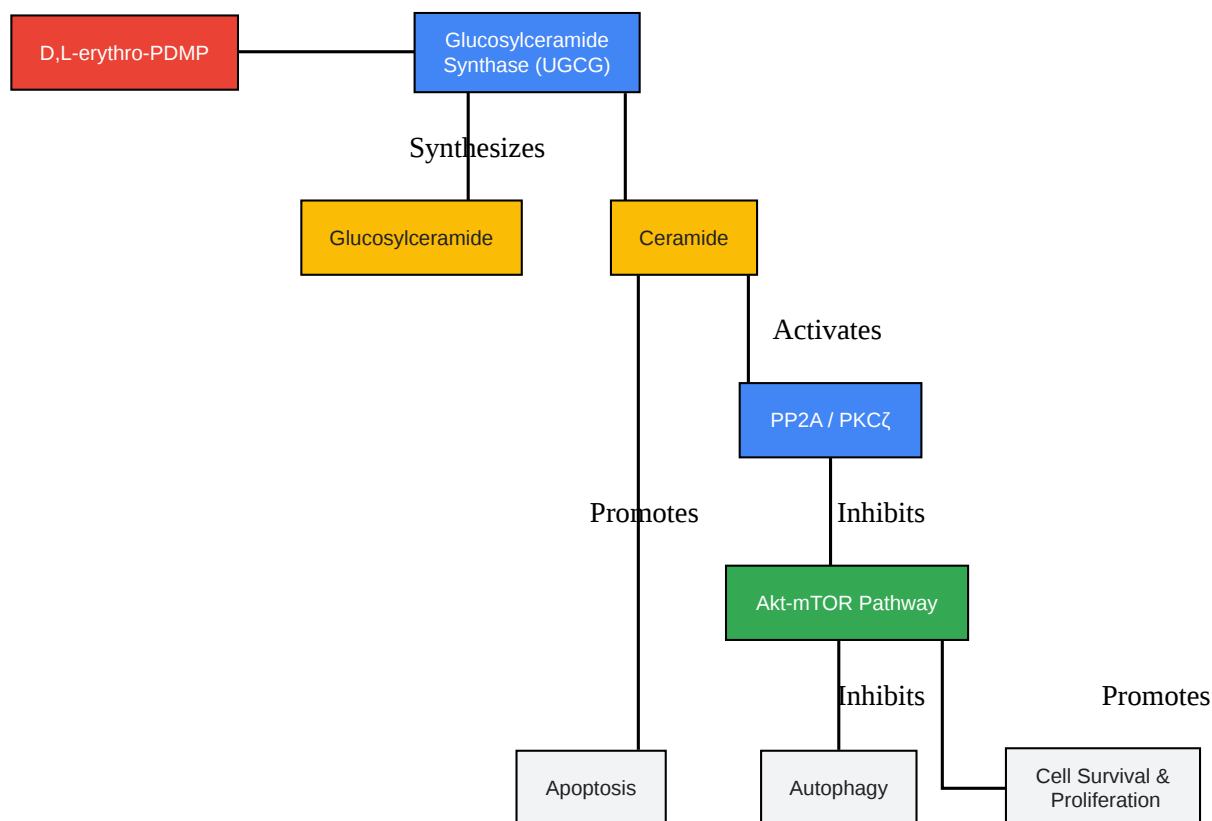 D,L-erythro-PDMP
Glucosylceramide
Synthase (UGCG)
Synthesizes
Glucosylceramide
Ceramide
Activates
PP2A / PKCζ
Promotes
Inhibits
Akt-mTOR Pathway
Inhibits
Promotes
Apoptosis
Autophagy
Cell Survival &
Proliferation